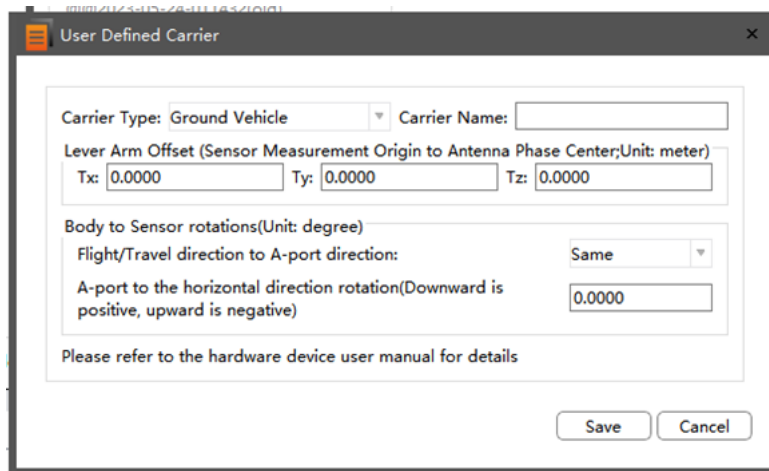 User Defined Carrier
Carrier Type: Ground Vehicle Carrier Name:
Lever Arm Offset (Sensor Measurement Origin to Antenna Phase Center;Unit: meter)
Tx: 0.0000 Ty: 0.0000 Tz: 0.0000
Body to Sensor rotations(Unit: degree)
Flight/Travel direction to A-port direction: Same
A-port to the horizontal direction rotation(Downward is
positive, upward is negative) 0.0000
Please refer to the hardware device user manual for details
Save Cancel